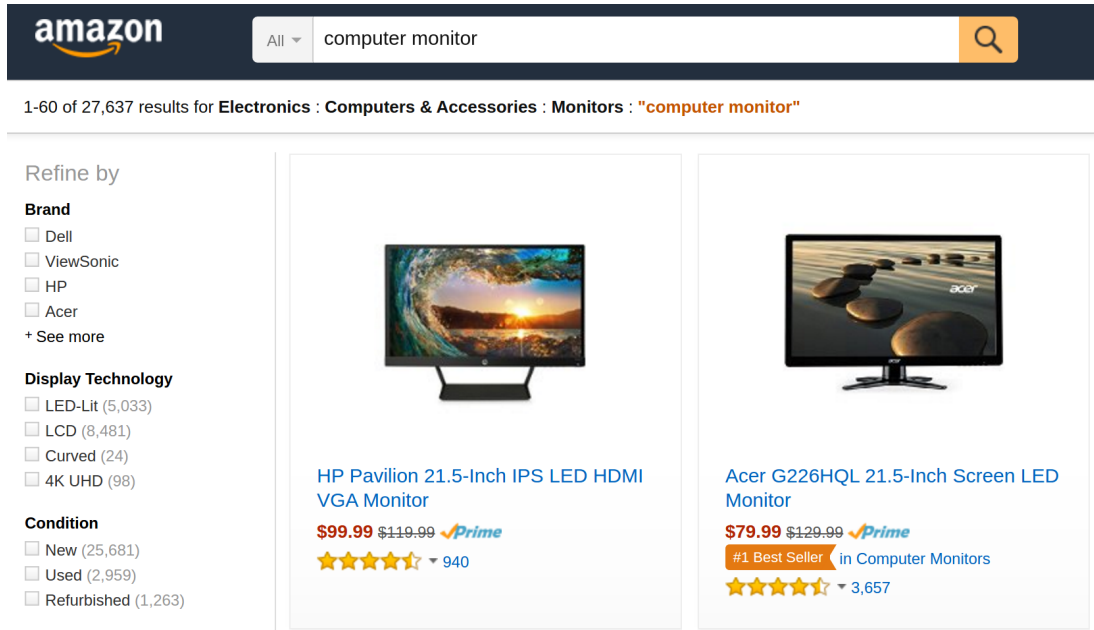 amazon
All
computer monitor
1-60 of 27,637 results for Electronics : Computers & Accessories : Monitors : "computer monitor"
Refine by
Brand
Dell
ViewSonic
HP
Acer
+ See more
Display Technology
LED-Lit (5,033)
LCD (8,481)
Curved (24)
4K UHD (98)
Condition
New (25,681)
Used (2,959)
Refurbished (1,263)
HP Pavilion 21.5-Inch IPS LED HDMI
VGA Monitor
$99.99 $119.99 Prime
940
acer
acer
Acer G226HQL 21.5-Inch Screen LED
Monitor
$79.99 $129.99 Prime
#1 Best Seller in Computer Monitors
3,657